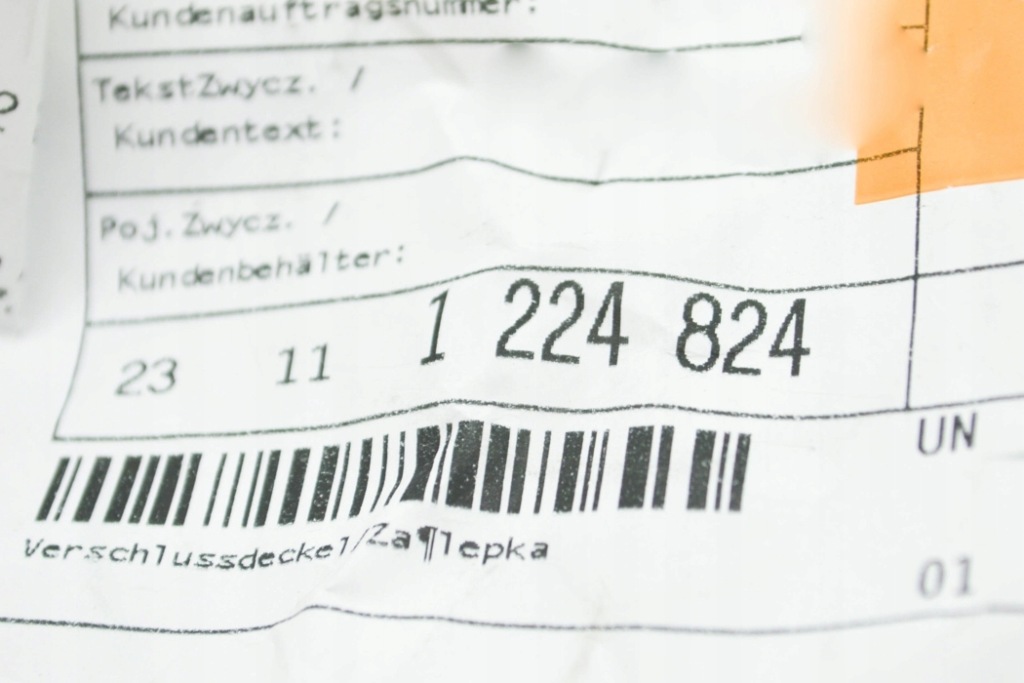 Kundenauftragsnummer:
TekstZwycz. /
Kundentext:
Poj.Zwycz. /
Kundenbehälter:
23 11 1 224 824
UN
Verschlussdeckel/Za¶lepka
01